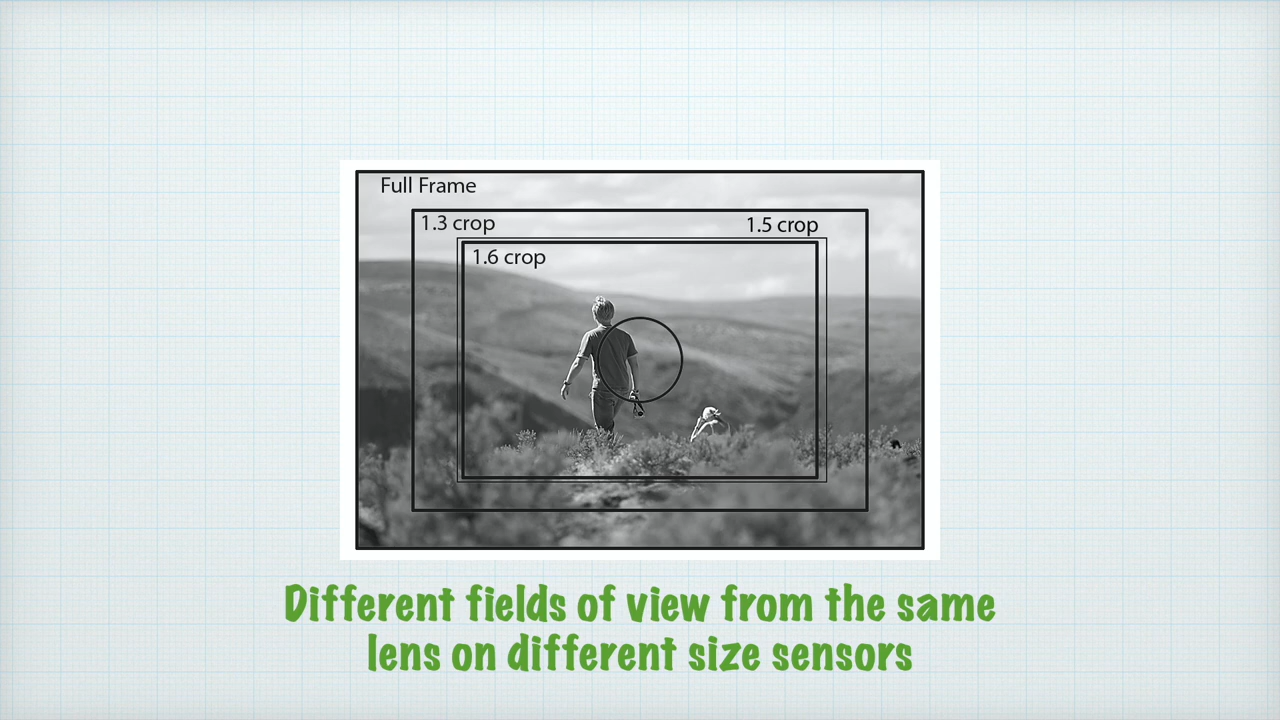 Full Frame
1.3 crop
1.5 crop
1.6 crop
Different fields of view from the same
lens on different size sensors